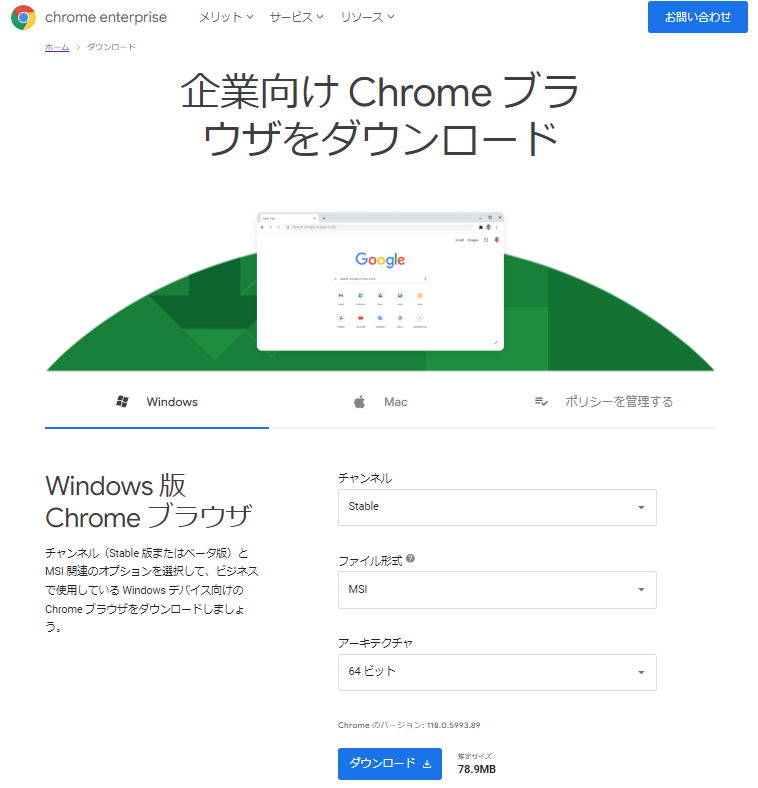 chrome enterprise
メリット
サービス
リソース
お問い合わせ
ホーム
ダウンロード
企業向け Chrome ブラ
ウザをダウンロード
Google
Windows
Mac
ポリシーを管理する
Windows 版
Chrome ブラウザ
チャンネル（Stable 版またはベータ版）と
MSI 関連のオプションを選択して、ビジネス
で使用している Windows デバイス向けの
Chrome ブラウザをダウンロードしましょ
う。
チャンネル
Stable
ファイル形式
MSI
アーキテクチャ
64 ビット
Chrome のバージョン: 118.0.5993.89
ダウンロード
推定サイズ
78.9MB